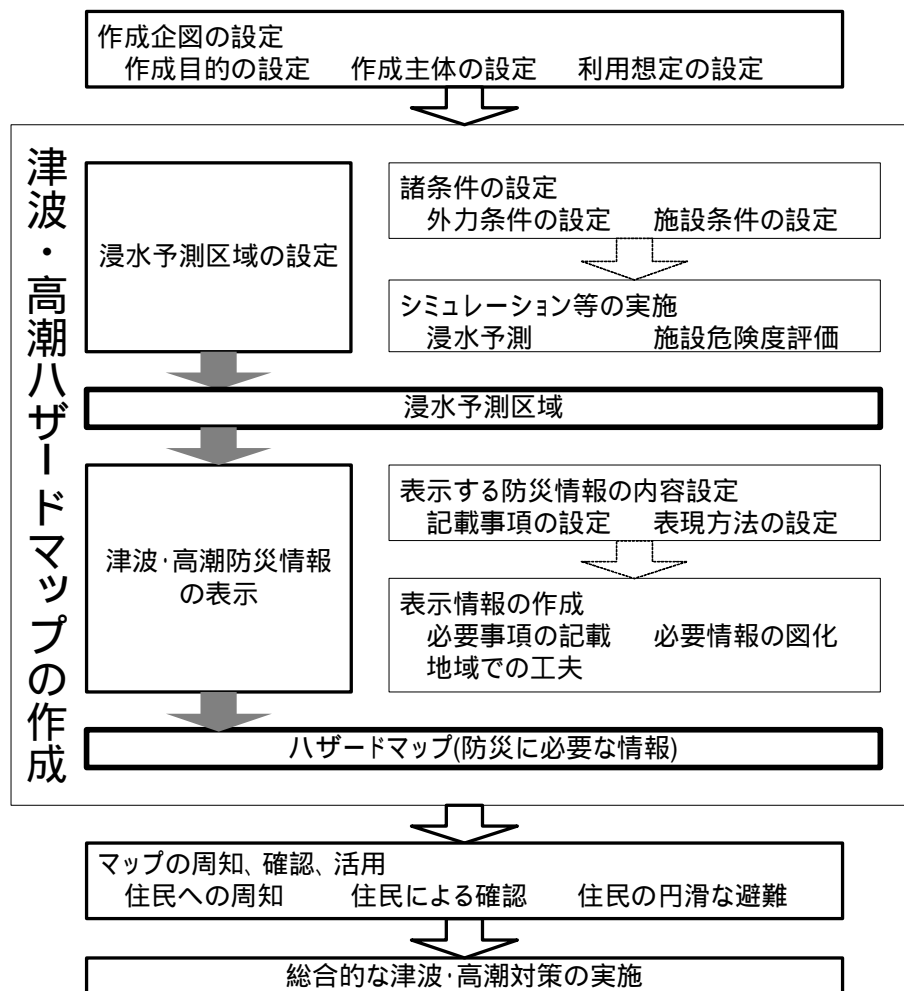 作成企図の設定
作成目的の設定 作成主体の設定 利用想定の設定
津波・高潮ハザードマップの作成
浸水予測区域の設定
諸条件の設定
外力条件の設定 施設条件の設定
シミュレーション等の実施
浸水予測 施設危険度評価
浸水予測区域
津波・高潮防災情報
の表示
表示する防災情報の内容設定
記載事項の設定 表現方法の設定
表示情報の作成
必要事項の記載 必要情報の図化
地域での工夫
ハザードマップ(防災に必要な情報)
マップの周知、確認、活用
住民への周知 住民による確認 住民の円滑な避難
総合的な津波・高潮対策の実施